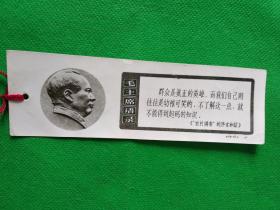 毛主席语录
群众是真正的英雄，而我们自己则
往往是幼稚可笑的，不了解这一点，就
不能得到起码的知识。
《“农村调查”的序言和跋》